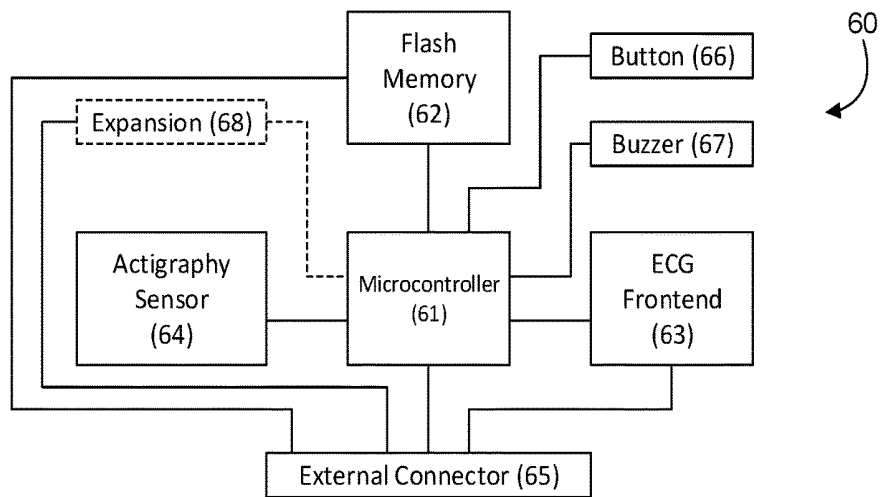 60
Flash
Memory
(62)
Button (66)
Expansion (68)
Buzzer (67)
Actigraphy
Sensor
(64)
Microcontroller
(61)
ECG
Frontend
(63)
External Connector (65)